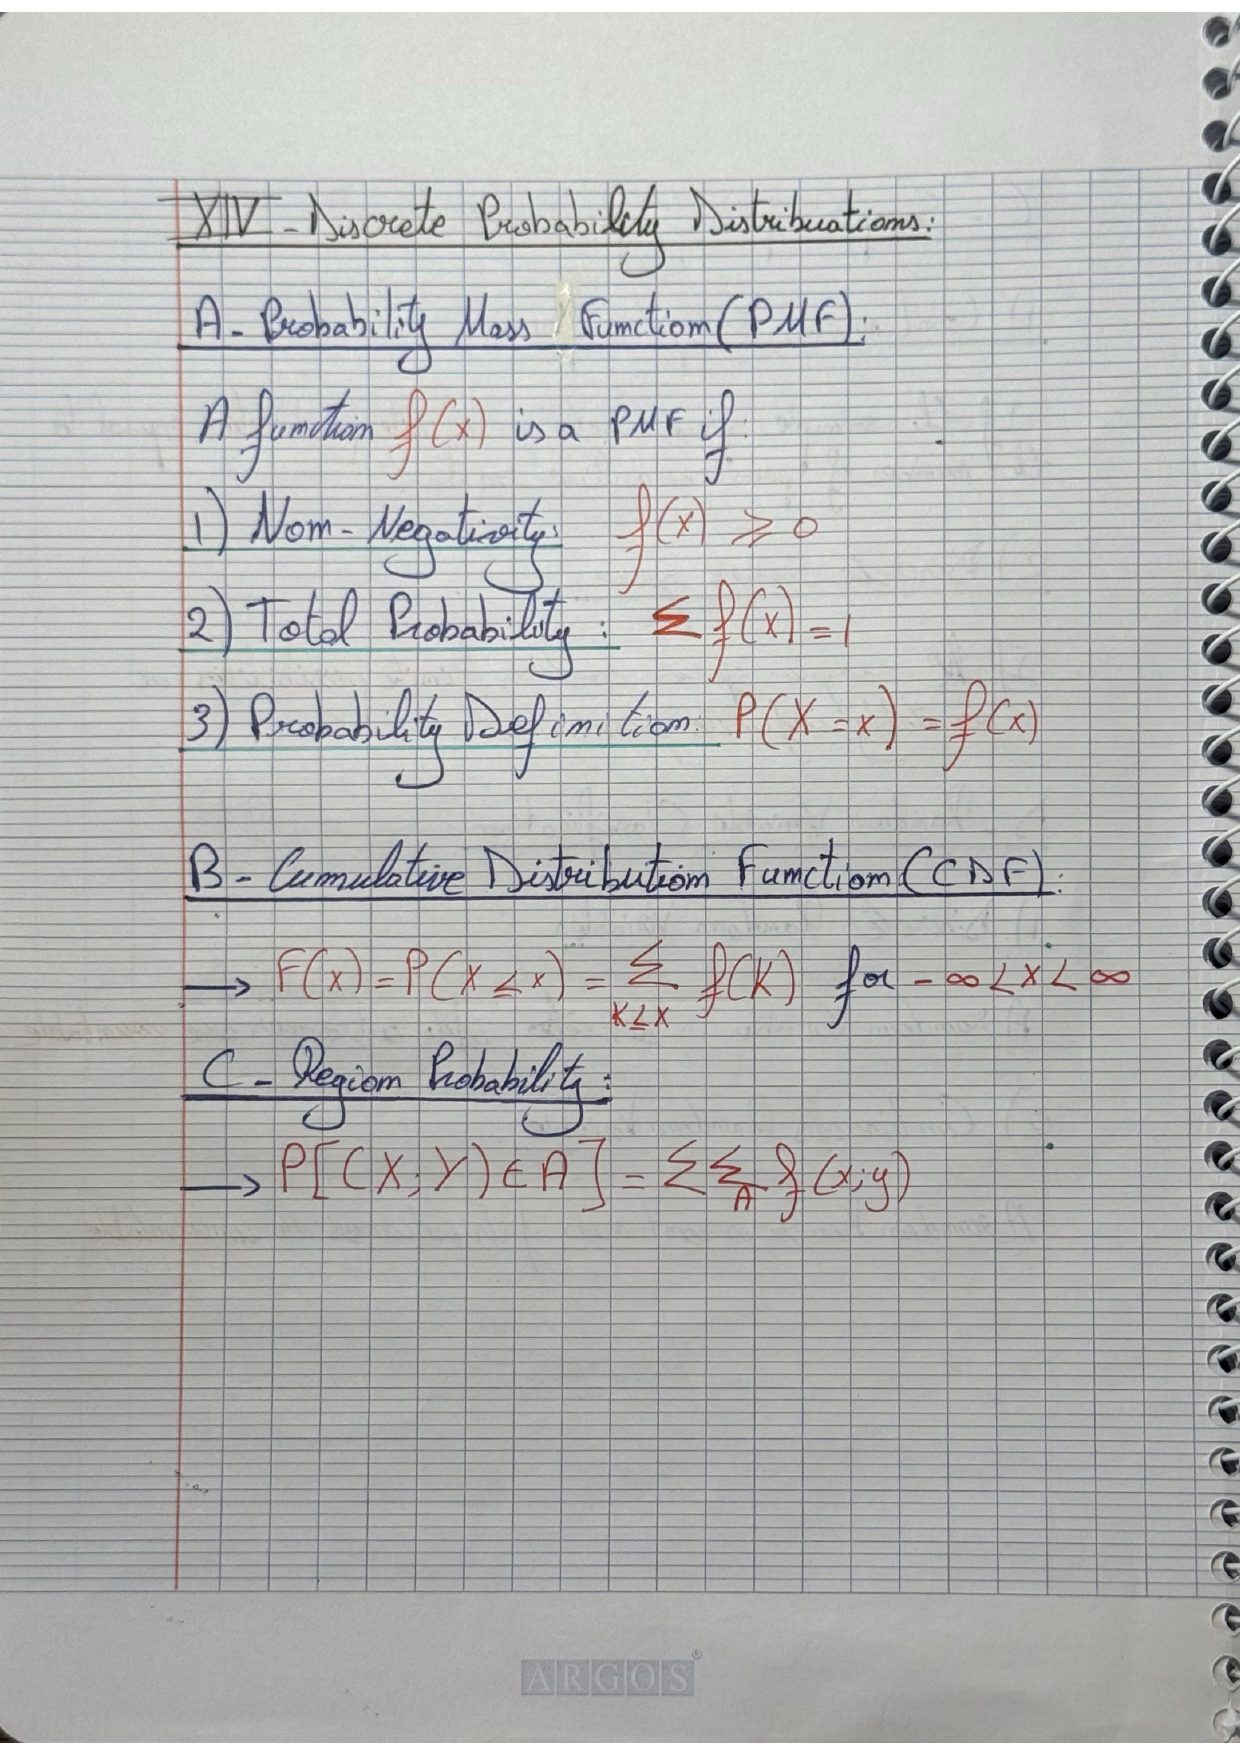 XIV - Discrete Probability Distribuations:
A - Probability Mass Function (PMF):
A function f(x) is a PMF if:
1) Non-Negativity: f(x) ⩾ 0
2) Total Probability: Σ f(x) = 1
3) Probability Definition: P(X = x) = f(x)
B - Cumulative Distribution Function (CDF):
→ F(x) = P(X ≤ x) = Σ f(K) for - ∞ < x < ∞
K ≤ x
C - Region Probability:
→ P[(X; Y) ∈ A] = Σ Σ f(x; y)
A
ARGOS®